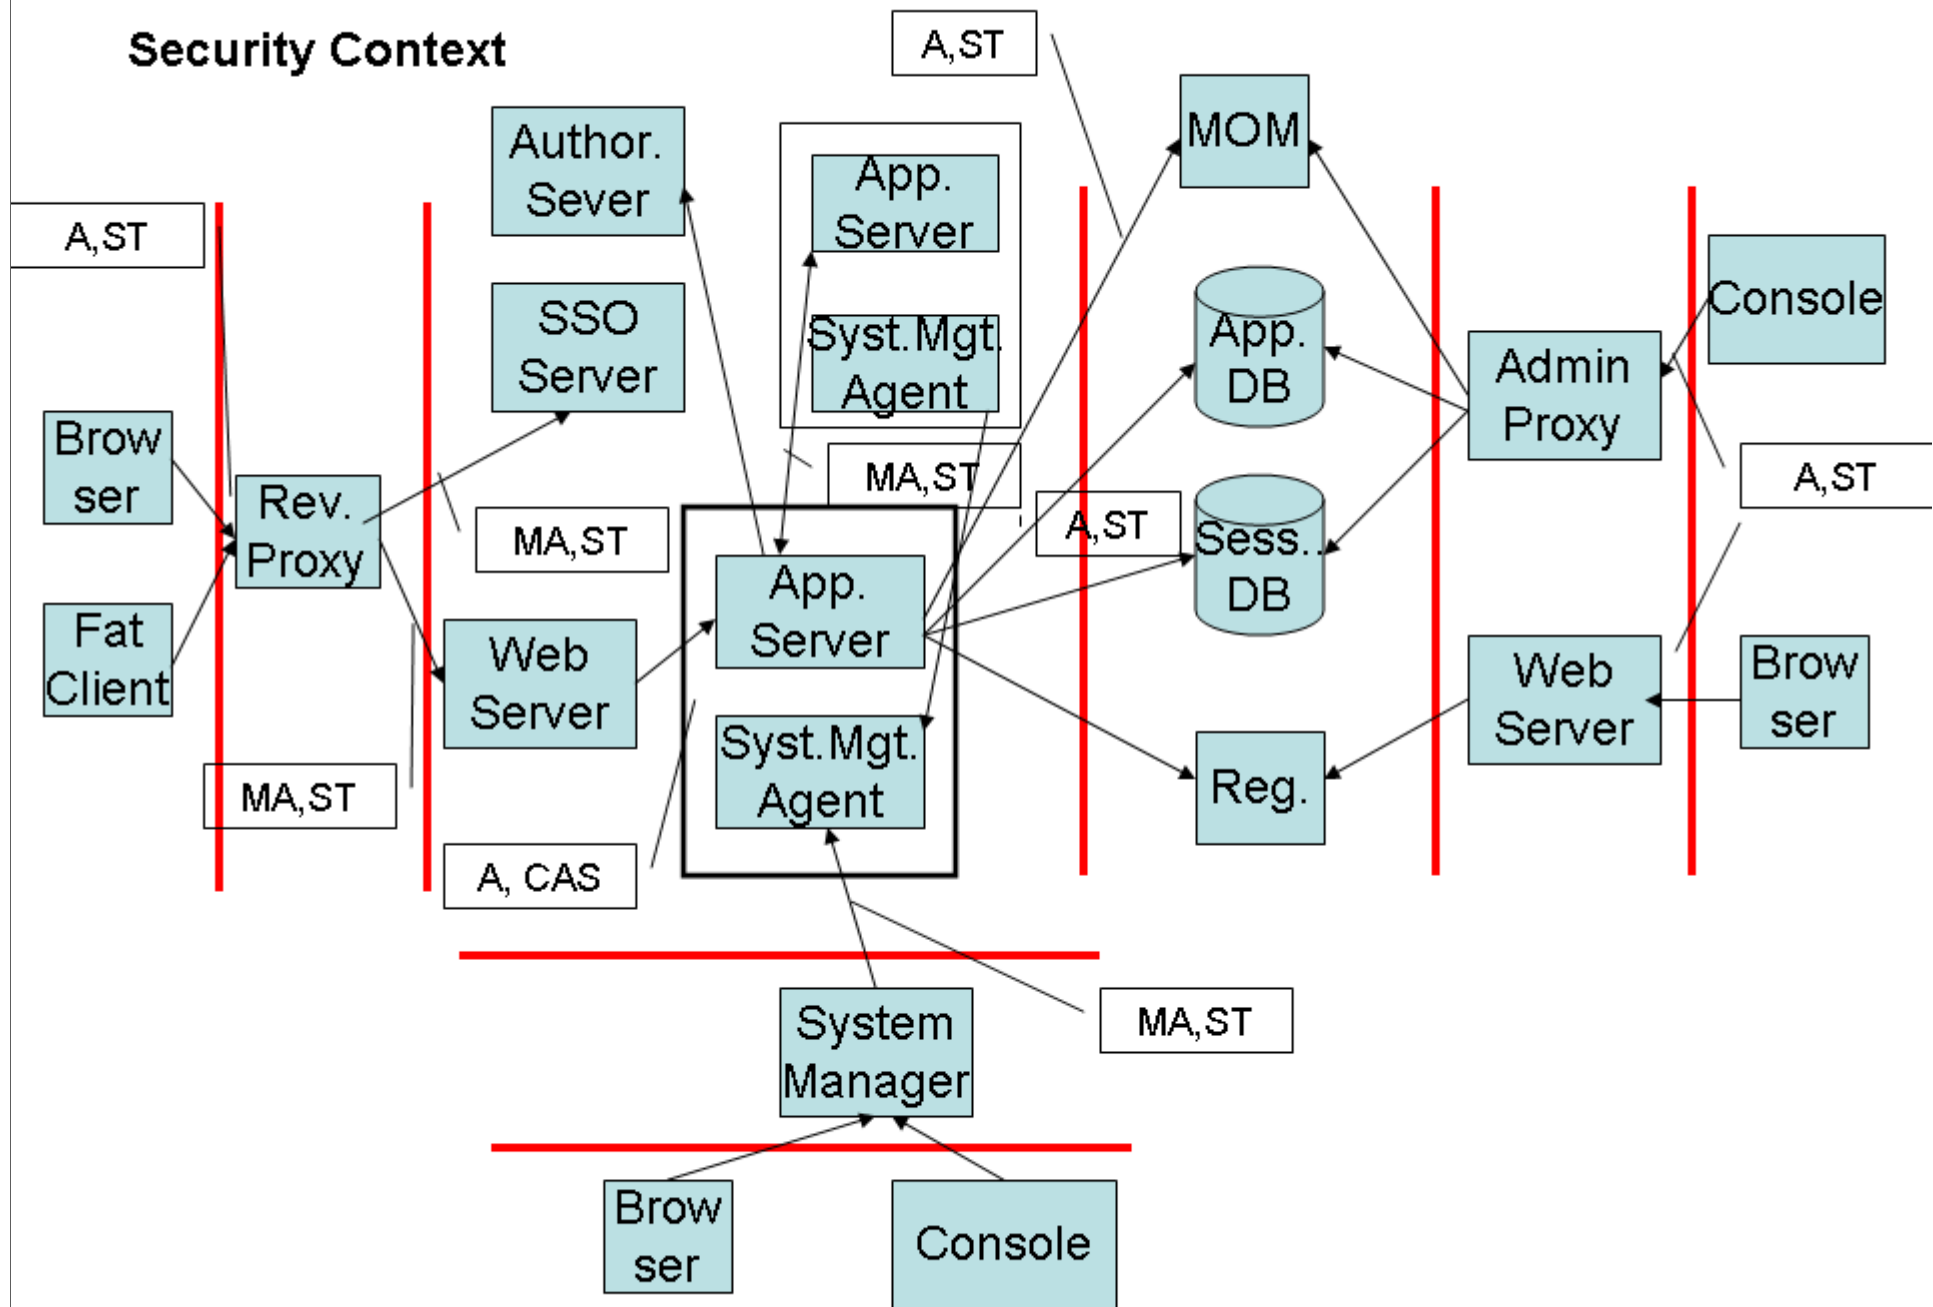 Security Context
A,ST
MOM
Author.
Sever
App.
Server
A,ST
Console
SSO
Server
Syst.Mgt.
Agent
App.
DB
Admin
Proxy
Brow
ser
Rev.
Proxy
MA,ST
A,ST
MA,ST
A,ST
Sess..
DB
Fat
Client
Web
Server
App.
Server
Web
Server
Brow
ser
MA,ST
Syst.Mgt.
Agent
Reg.
A, CAS
System
Manager
MA,ST
Brow
ser
Console